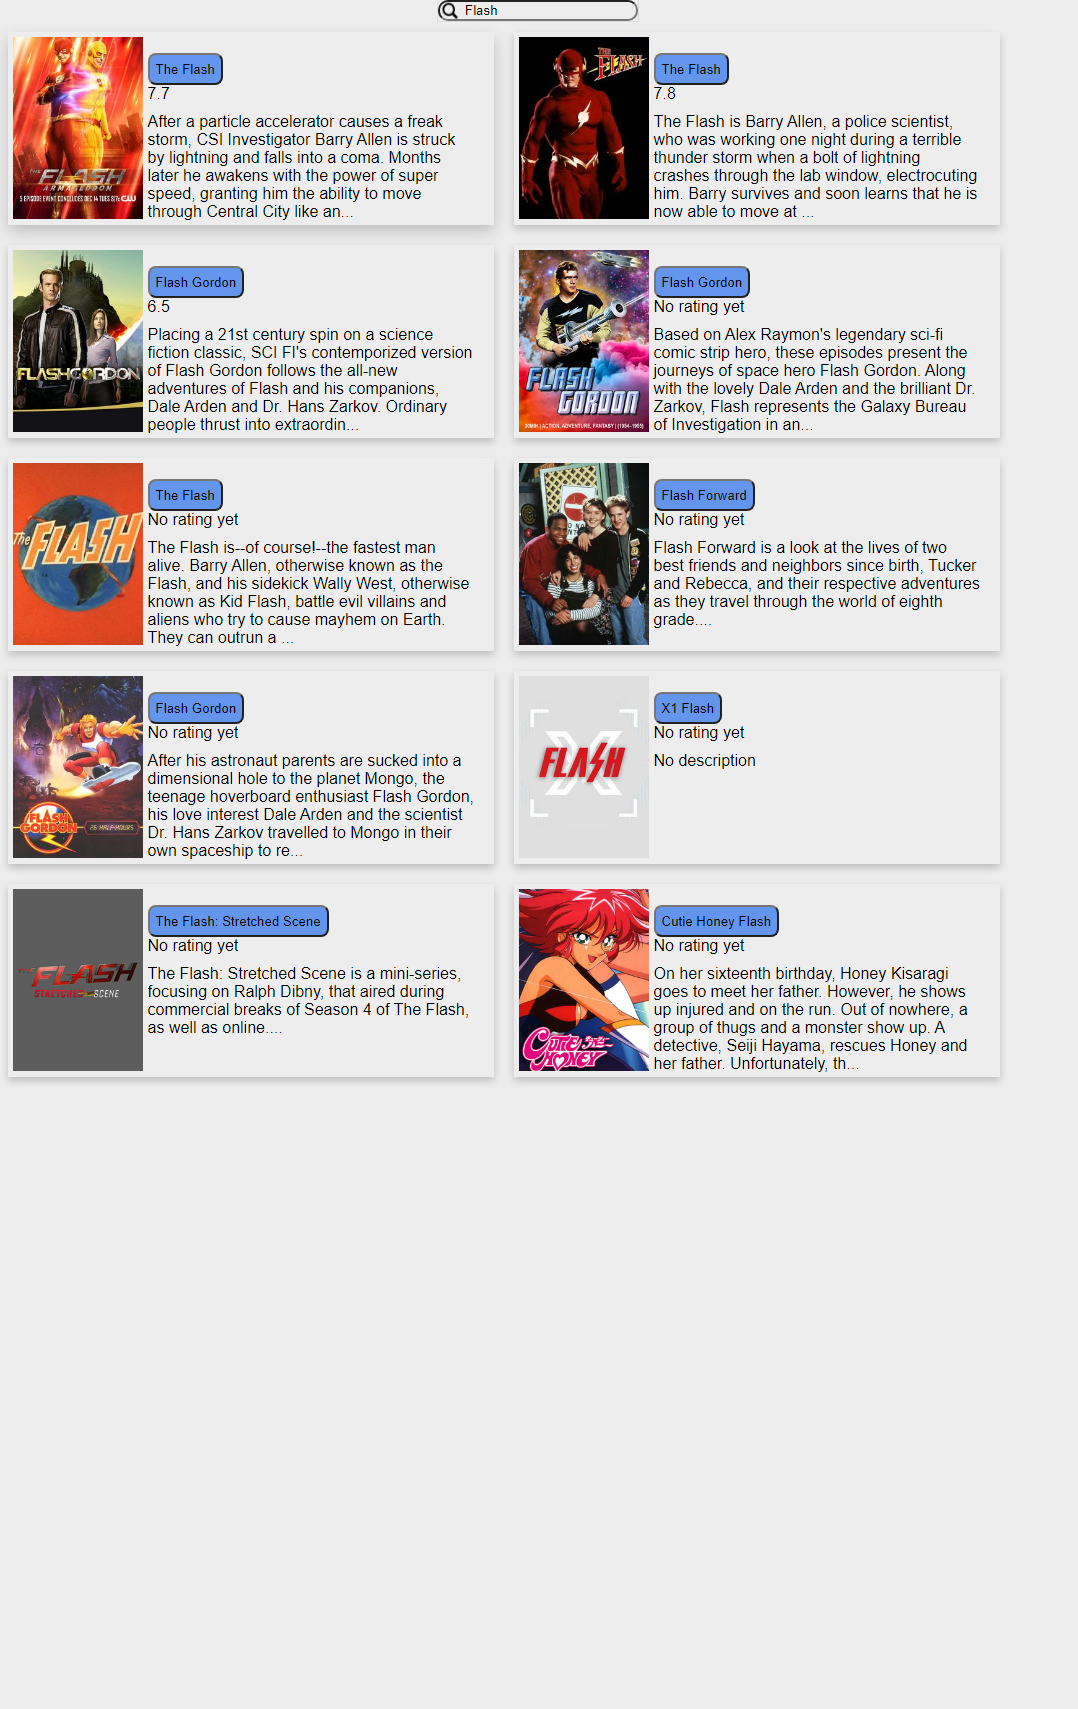 Flash
The Flash
7.7
After a particle accelerator causes a freak
storm, CSI Investigator Barry Allen is struck
by lightning and falls into a coma. Months
later he awakens with the power of super
speed, granting him the ability to move
through Central City like an...
THE
FLASH
ARMAGEDDON
5 EPISODE EVENT CONCLUDES DEC 14 TUES 8/7c CW
The Flash
7.8
The Flash is Barry Allen, a police scientist,
who was working one night during a terrible
thunder storm when a bolt of lightning
crashes through the lab window, electrocuting
him. Barry survives and soon learns that he is
now able to move at ...
THE
FLASH
Flash Gordon
6.5
Placing a 21st century spin on a science
fiction classic, SCI FI's contemporized version
of Flash Gordon follows the all-new
adventures of Flash and his companions,
Dale Arden and Dr. Hans Zarkov. Ordinary
people thrust into extraordin...
FLASH GORDON
Flash Gordon
No rating yet
Based on Alex Raymon's legendary sci-fi
comic strip hero, these episodes present the
journeys of space hero Flash Gordon. Along
with the lovely Dale Arden and the brilliant Dr.
Zarkov, Flash represents the Galaxy Bureau
of Investigation in an...
FLASH
GORDON
30MIN | ACTION, ADVENTURE, FANTASY | (1954-1955)
The Flash
No rating yet
The Flash is--of course!--the fastest man
alive. Barry Allen, otherwise known as the
Flash, and his sidekick Wally West, otherwise
known as Kid Flash, battle evil villains and
aliens who try to cause mayhem on Earth.
They can outrun a ...
The
FLASH
Flash Forward
No rating yet
Flash Forward is a look at the lives of two
best friends and neighbors since birth, Tucker
and Rebecca, and their respective adventures
as they travel through the world of eighth
grade....
Flash Gordon
No rating yet
After his astronaut parents are sucked into a
dimensional hole to the planet Mongo, the
teenage hoverboard enthusiast Flash Gordon,
his love interest Dale Arden and the scientist
Dr. Hans Zarkov travelled to Mongo in their
own spaceship to re...
FLASH
GORDON
26 HALF-HOURS
X1 Flash
No rating yet
No description
X
FLASH
The Flash: Stretched Scene
No rating yet
The Flash: Stretched Scene is a mini-series,
focusing on Ralph Dibny, that aired during
commercial breaks of Season 4 of The Flash,
as well as online....
THE
FLASH
STRETCHED SCENE
Cutie Honey Flash
No rating yet
On her sixteenth birthday, Honey Kisaragi
goes to meet her father. However, he shows
up injured and on the run. Out of nowhere, a
group of thugs and a monster show up. A
detective, Seiji Hayama, rescues Honey and
her father. Unfortunately, th...
CUTIE
HONEY